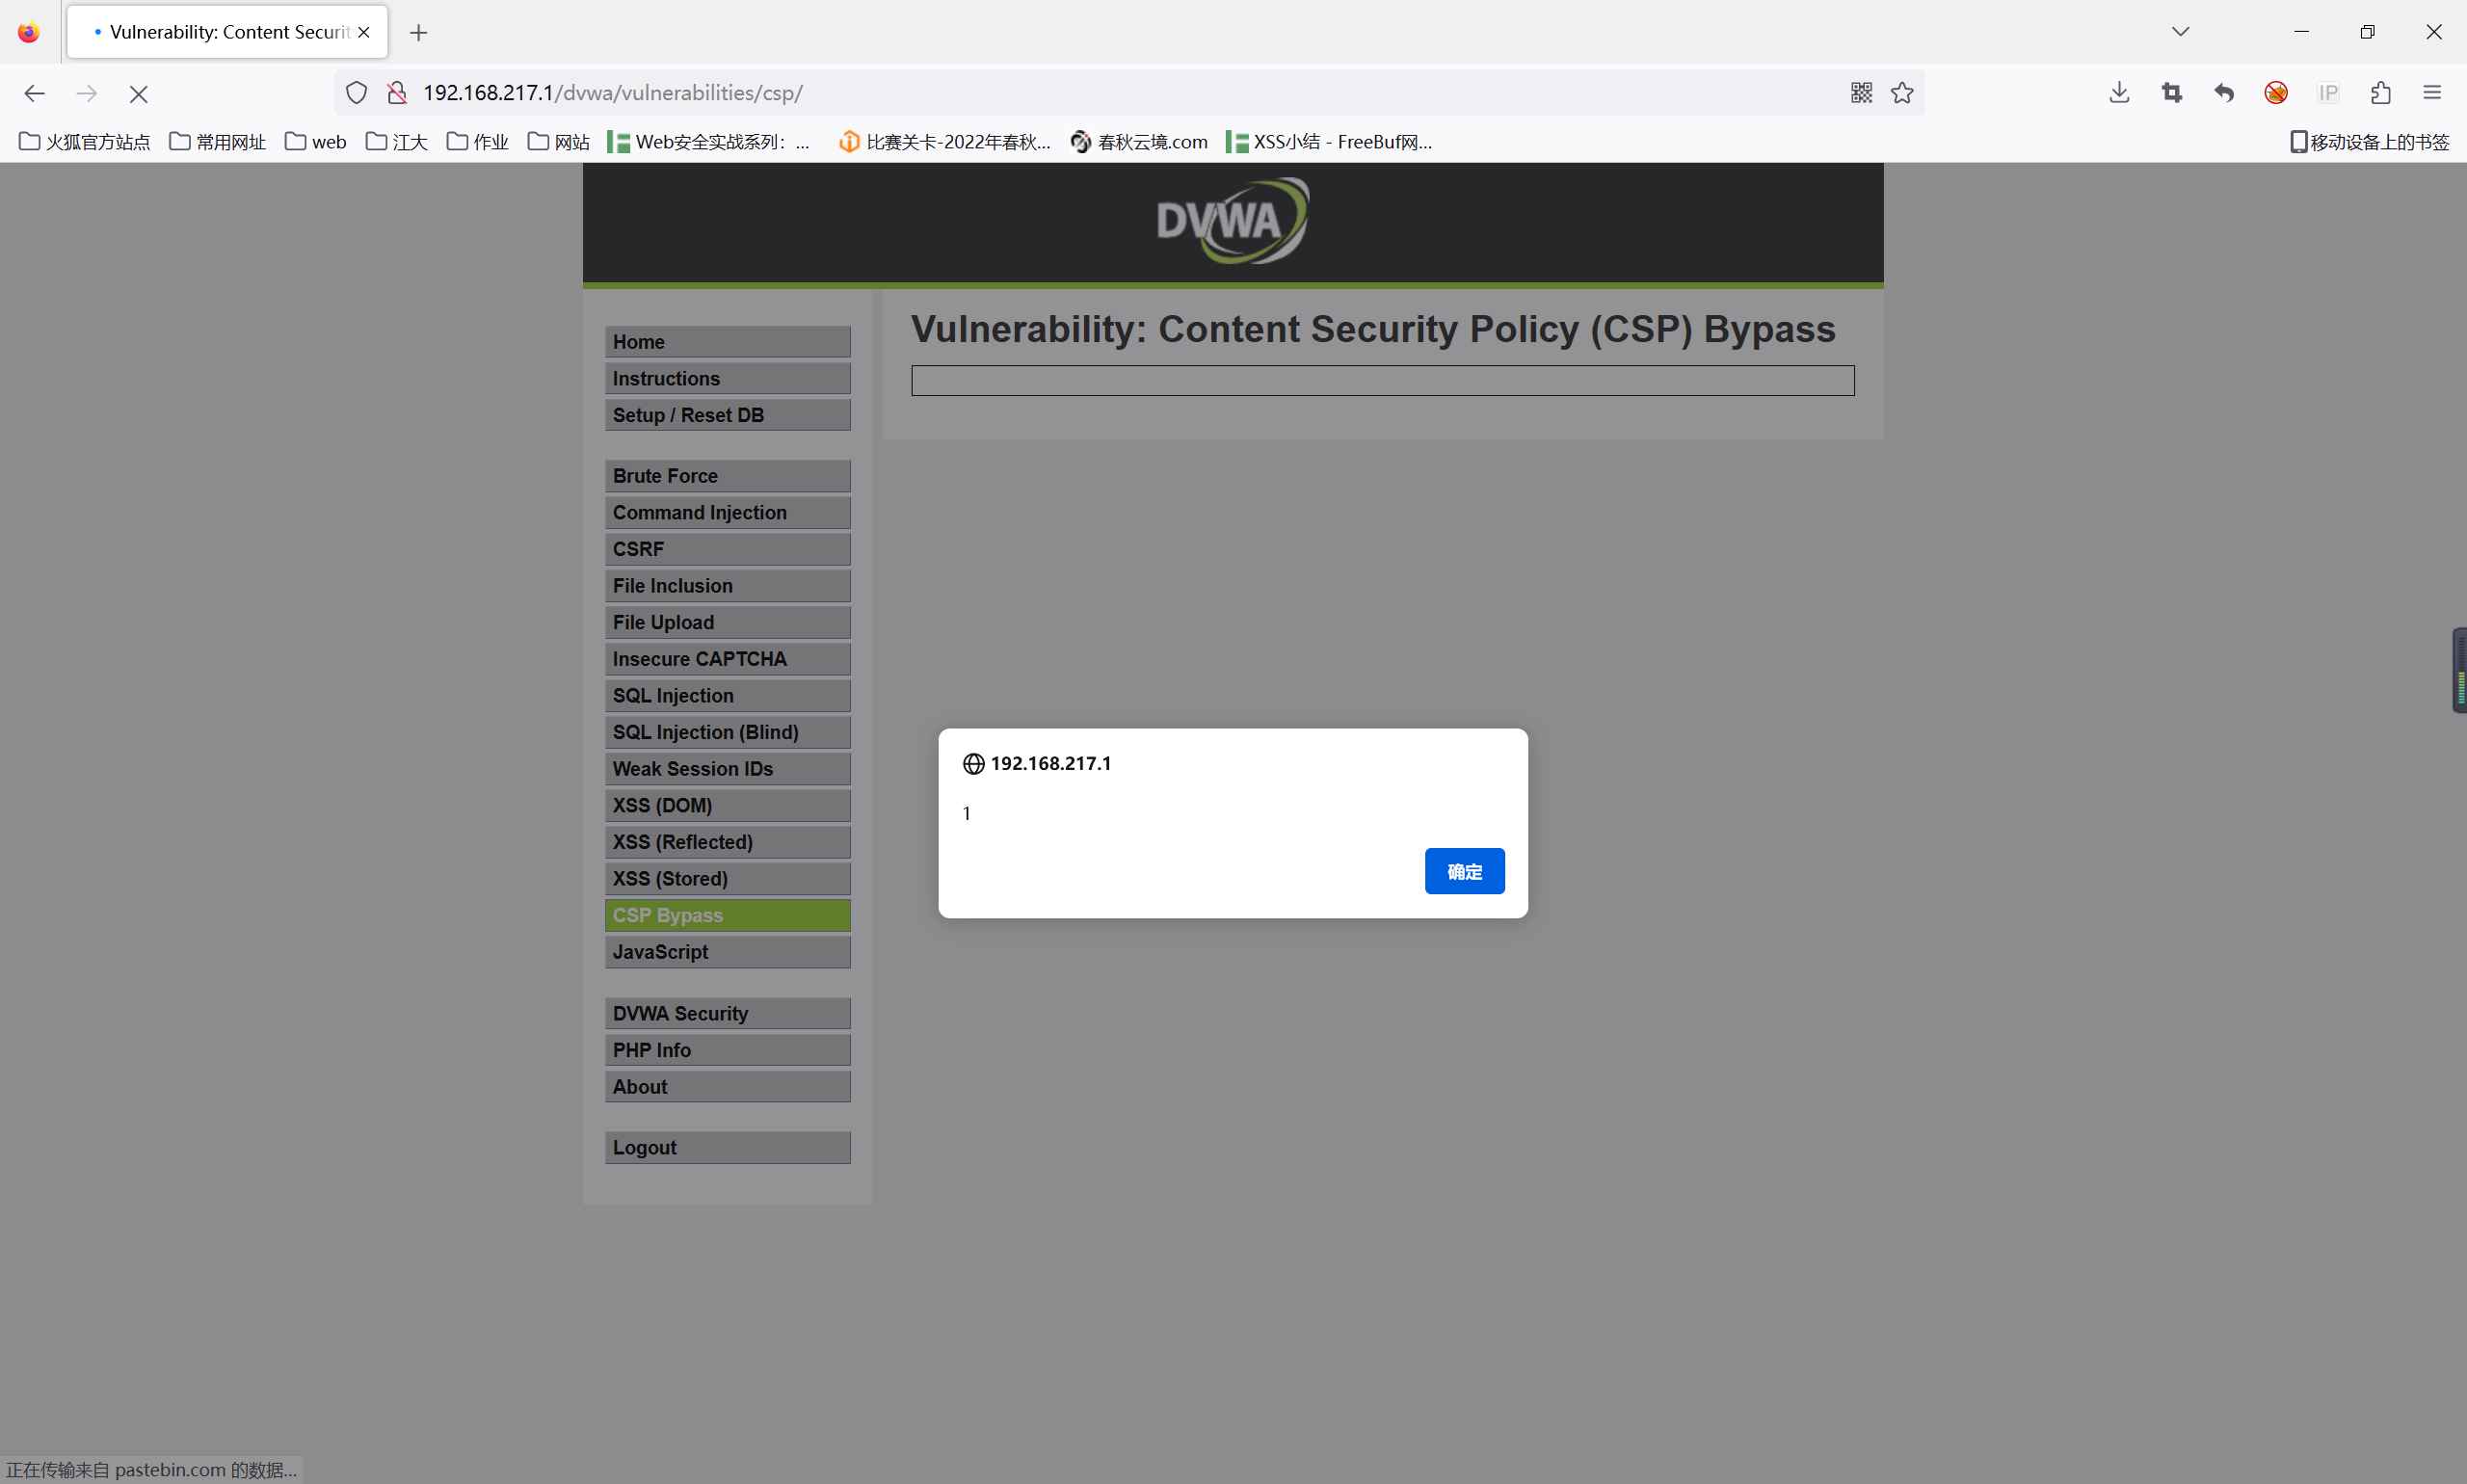 Vulnerability: Content Securit
192.168.217.1/dvwa/vulnerabilities/csp/
IP
火狐官方站点 常用网址 web 江大 作业 网站 Web安全实战系列：... 比赛关卡-2022年春秋... 春秋云境.com XSS小结 - FreeBuf网... 移动设备上的书签
DVWA
Vulnerability: Content Security Policy (CSP) Bypass
Home
Instructions
Setup / Reset DB
Brute Force
Command Injection
CSRF
File Inclusion
File Upload
Insecure CAPTCHA
SQL Injection
SQL Injection (Blind)
Weak Session IDs
XSS (DOM)
XSS (Reflected)
XSS (Stored)
CSP Bypass
JavaScript
DVWA Security
PHP Info
About
Logout
192.168.217.1
1
确定
正在传输来自 pastebin.com 的数据...